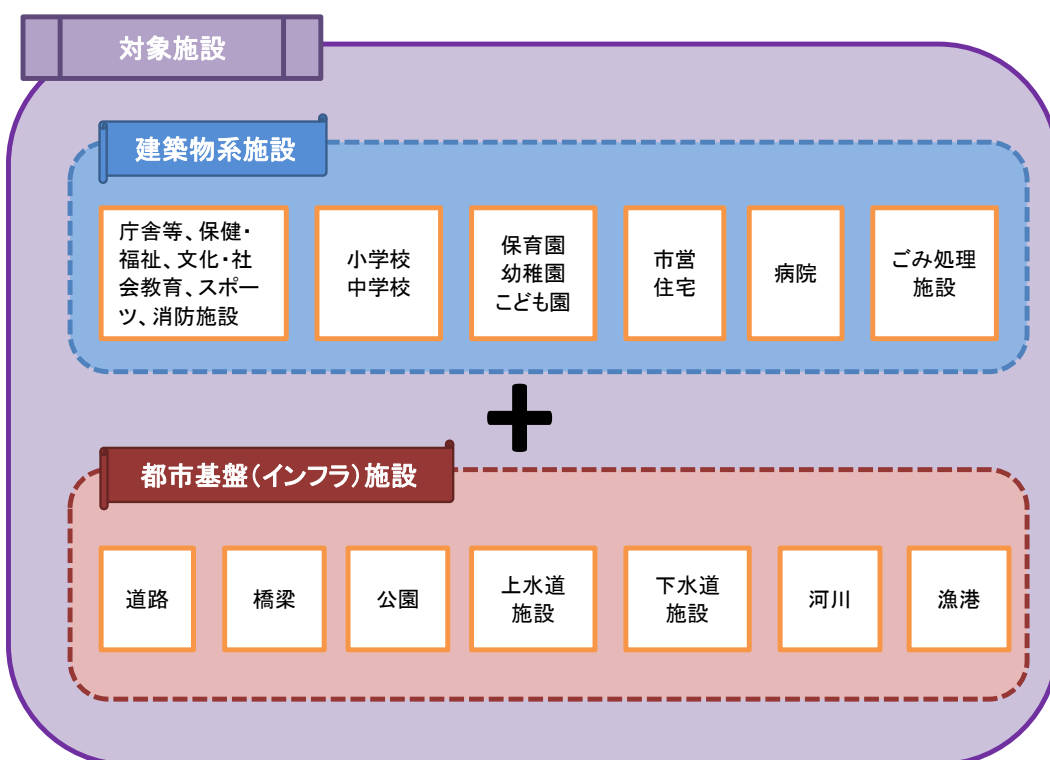 対象施設
建築物系施設
庁舎等、保健・
福祉、文化・社
会教育、スポー
ツ、消防施設
小学校
中学校
保育園
幼稚園
こども園
市営
住宅
病院
ごみ処理
施設
都市基盤(インフラ)施設
道路
橋梁
公園
上水道
施設
下水道
施設
河川
漁港